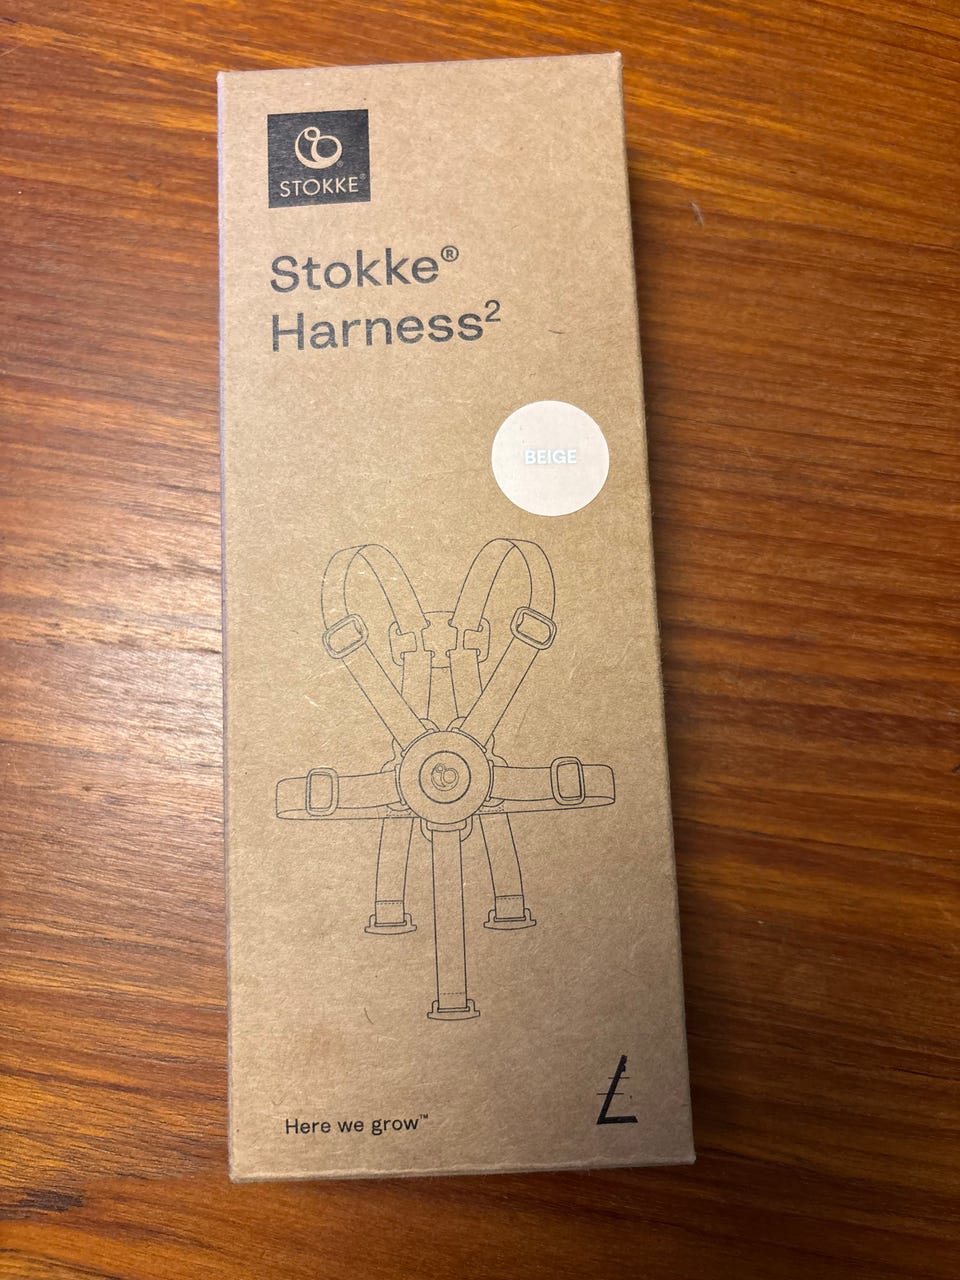 STOKKE®
Stokke®
Harness²
BEIGE
Here we grow™